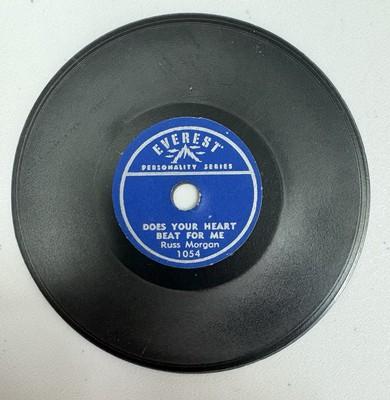 EVEREST
PERSONALITY SERIES
DOES YOUR HEART
BEAT FOR ME
Russ Morgan
1054